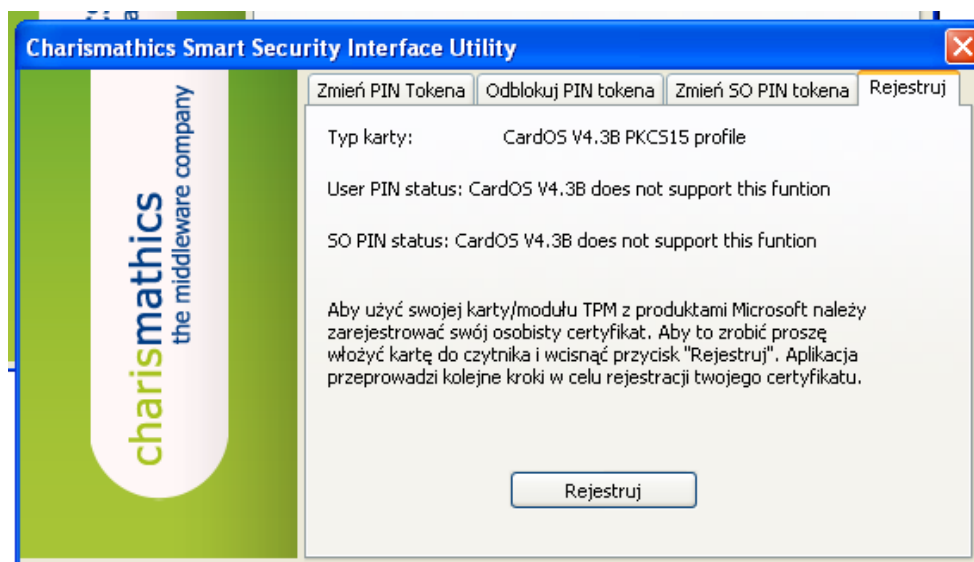 Charismathics Smart Security Interface Utility
charismathics
the middleware company
Zmień PIN Tokena
Odblokuj PIN tokena
Zmień SO PIN tokena
Rejestruj
Typ karty: CardOS V4.3B PKCS15 profile
User PIN status: CardOS V4.3B does not support this funtion
SO PIN status: CardOS V4.3B does not support this funtion
Aby użyć swojej karty/modułu TPM z produktami Microsoft należy
zarejestrować swój osobisty certyfikat. Aby to zrobić proszę
włożyć kartę do czytnika i wcisnąć przycisk "Rejestruj". Aplikacja
przeprowadzi kolejne kroki w celu rejestracji twojego certyfikatu.
Rejestruj